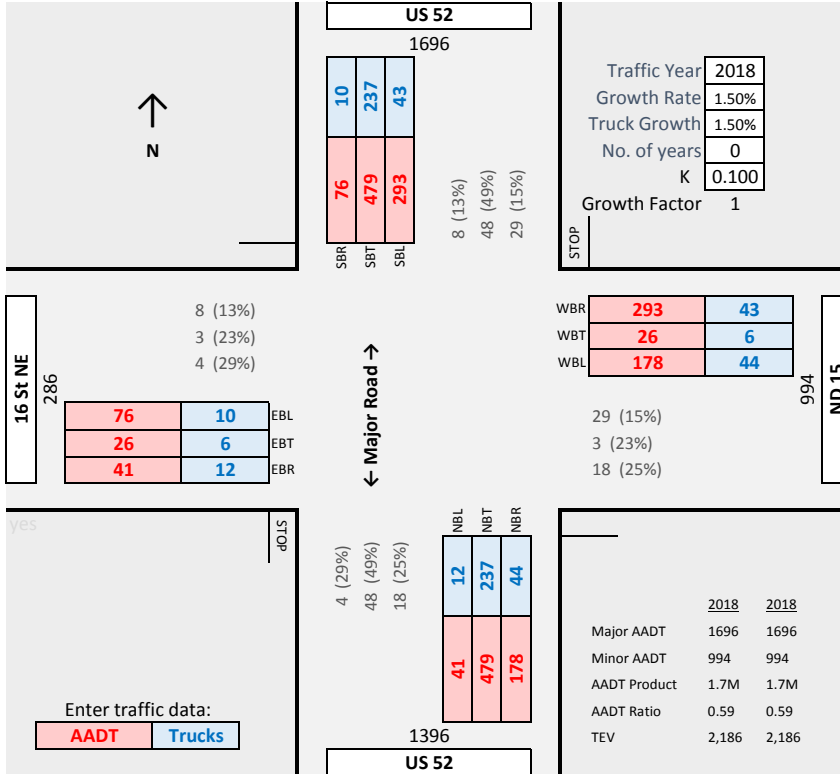 US 52
1696
10 237 43
76 479 293
SBR SBT SBL
8 (13%)
48 (49%)
29 (15%)
N
Traffic Year 2018
Growth Rate 1.50%
Truck Growth 1.50%
No. of years 0
K 0.100
Growth Factor 1
STOP
16 St NE
286
8 (13%)
3 (23%)
4 (29%)
76 10 EBL
26 6 EBT
41 12 EBR
← Major Road →
WBR 293 43
WBT 26 6
WBL 178 44
994
ND 15
29 (15%)
3 (23%)
18 (25%)
yes
STOP
4 (29%)
48 (49%)
18 (25%)
NBL NBT NBR
12 237 44
41 479 178
1396
US 52
Enter traffic data:
AADT Trucks
2018 2018
Major AADT 1696 1696
Minor AADT 994 994
AADT Product 1.7M 1.7M
AADT Ratio 0.59 0.59
TEV 2,186 2,186